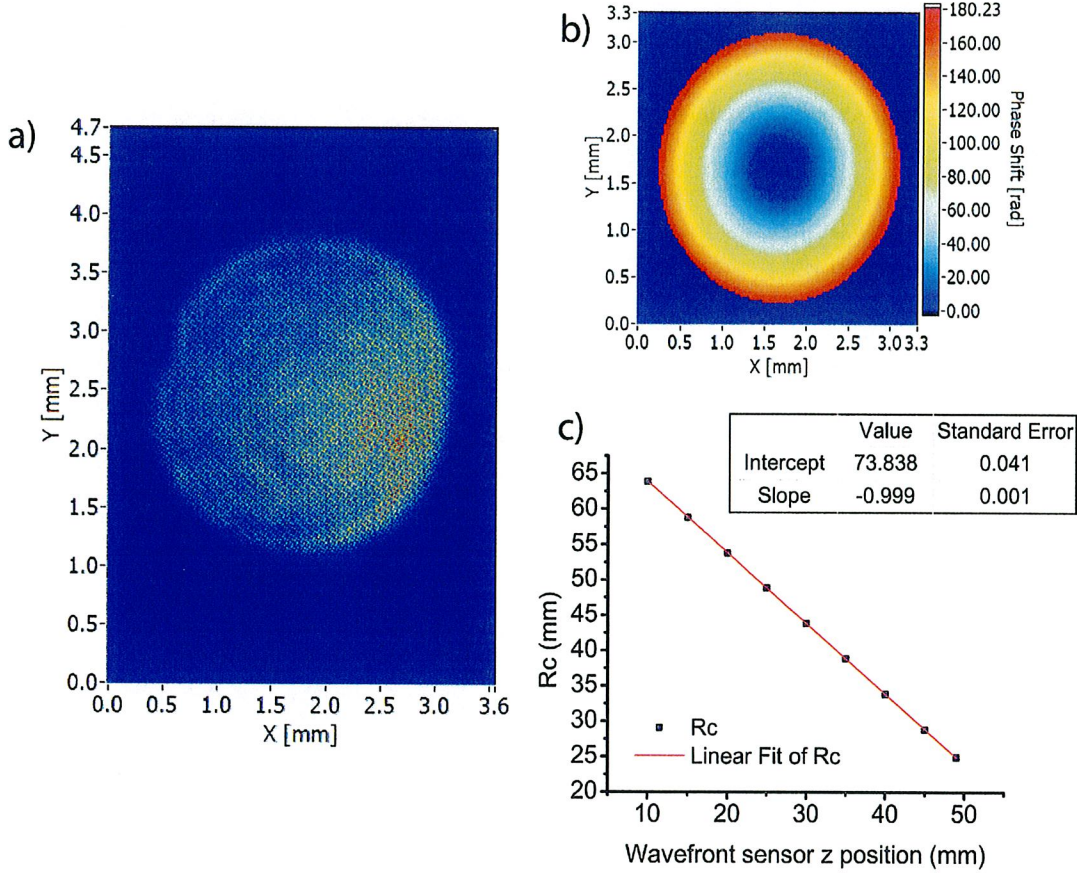 a)
4.7
4.5
4.0
3.5
3.0
2.5
2.0
1.5
1.0
0.5
0.0
Y [mm]
0.0 0.5 1.0 1.5 2.0 2.5 3.0 3.6
X [mm]
b)
3.3
3.0
2.5
2.0
1.5
1.0
0.5
0.0
Y [mm]
0.0 0.5 1.0 1.5 2.0 2.5 3.0 3.3
X [mm]
180.23
160.00
140.00
120.00
100.00
80.00
60.00
40.00
20.00
0.00
Phase Shift [rad]
c)
Value Standard Error
Intercept 73.838 0.041
Slope -0.999 0.001
65
60
55
50
45
40
35
30
25
20
Rc (mm)
Rc
Linear Fit of Rc
10 20 30 40 50
Wavefront sensor z position (mm)